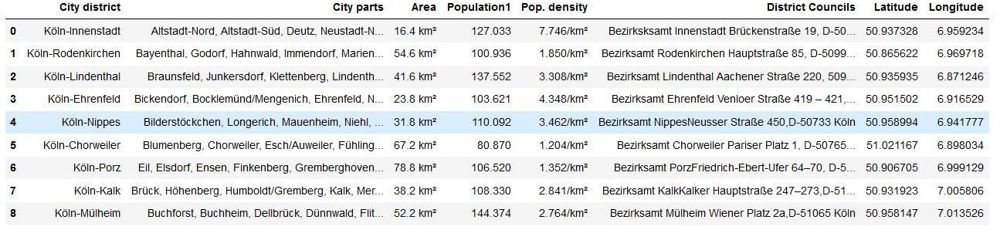 City district City parts Area Population1 Pop. density District Councils Latitude Longitude
0 Köln-Innenstadt Altstadt-Nord, Altstadt-Süd, Deutz, Neustadt-N... 16.4 km² 127.033 7.746/km² Bezirksksamt Innenstadt Brückenstraße 19, D-50... 50.937328 6.959234
1 Köln-Rodenkirchen Bayenthal, Godorf, Hahnwald, Immendorf, Marien... 54.6 km² 100.936 1.850/km² Bezirksamt Rodenkirchen Hauptstraße 85, D-5099... 50.865622 6.969718
2 Köln-Lindenthal Braunsfeld, Junkersdorf, Klettenberg, Lindenth... 41.6 km² 137.552 3.308/km² Bezirksamt Lindenthal Aachener Straße 220, 509... 50.935935 6.871246
3 Köln-Ehrenfeld Bickendorf, Bocklemünd/Mengenich, Ehrenfeld, N... 23.8 km² 103.621 4.348/km² Bezirksamt Ehrenfeld Venloer Straße 419 – 421,... 50.951502 6.916529
4 Köln-Nippes Bilderstöckchen, Longerich, Mauenheim, Niehl, ... 31.8 km² 110.092 3.462/km² Bezirksamt NippesNeusser Straße 450,D-50733 Köln 50.958994 6.941777
5 Köln-Chorweiler Blumenberg, Chorweiler, Esch/Auweiler, Fühling... 67.2 km² 80.870 1.204/km² Bezirksamt Chorweiler Pariser Platz 1, D-50765... 51.021167 6.898034
6 Köln-Porz Eil, Elsdorf, Ensen, Finkenberg, Gremberghoven... 78.8 km² 106.520 1.352/km² Bezirksamt PorzFriedrich-Ebert-Ufer 64–70, D-5... 50.906705 6.999129
7 Köln-Kalk Brück, Höhenberg, Humboldt/Gremberg, Kalk, Mer... 38.2 km² 108.330 2.841/km² Bezirksamt KalkKalker Hauptstraße 247–273,D-51... 50.931923 7.005806
8 Köln-Mülheim Buchforst, Buchheim, Dellbrück, Dünnwald, Flit... 52.2 km² 144.374 2.764/km² Bezirksamt Mülheim Wiener Platz 2a,D-51065 Köln 50.958147 7.013526